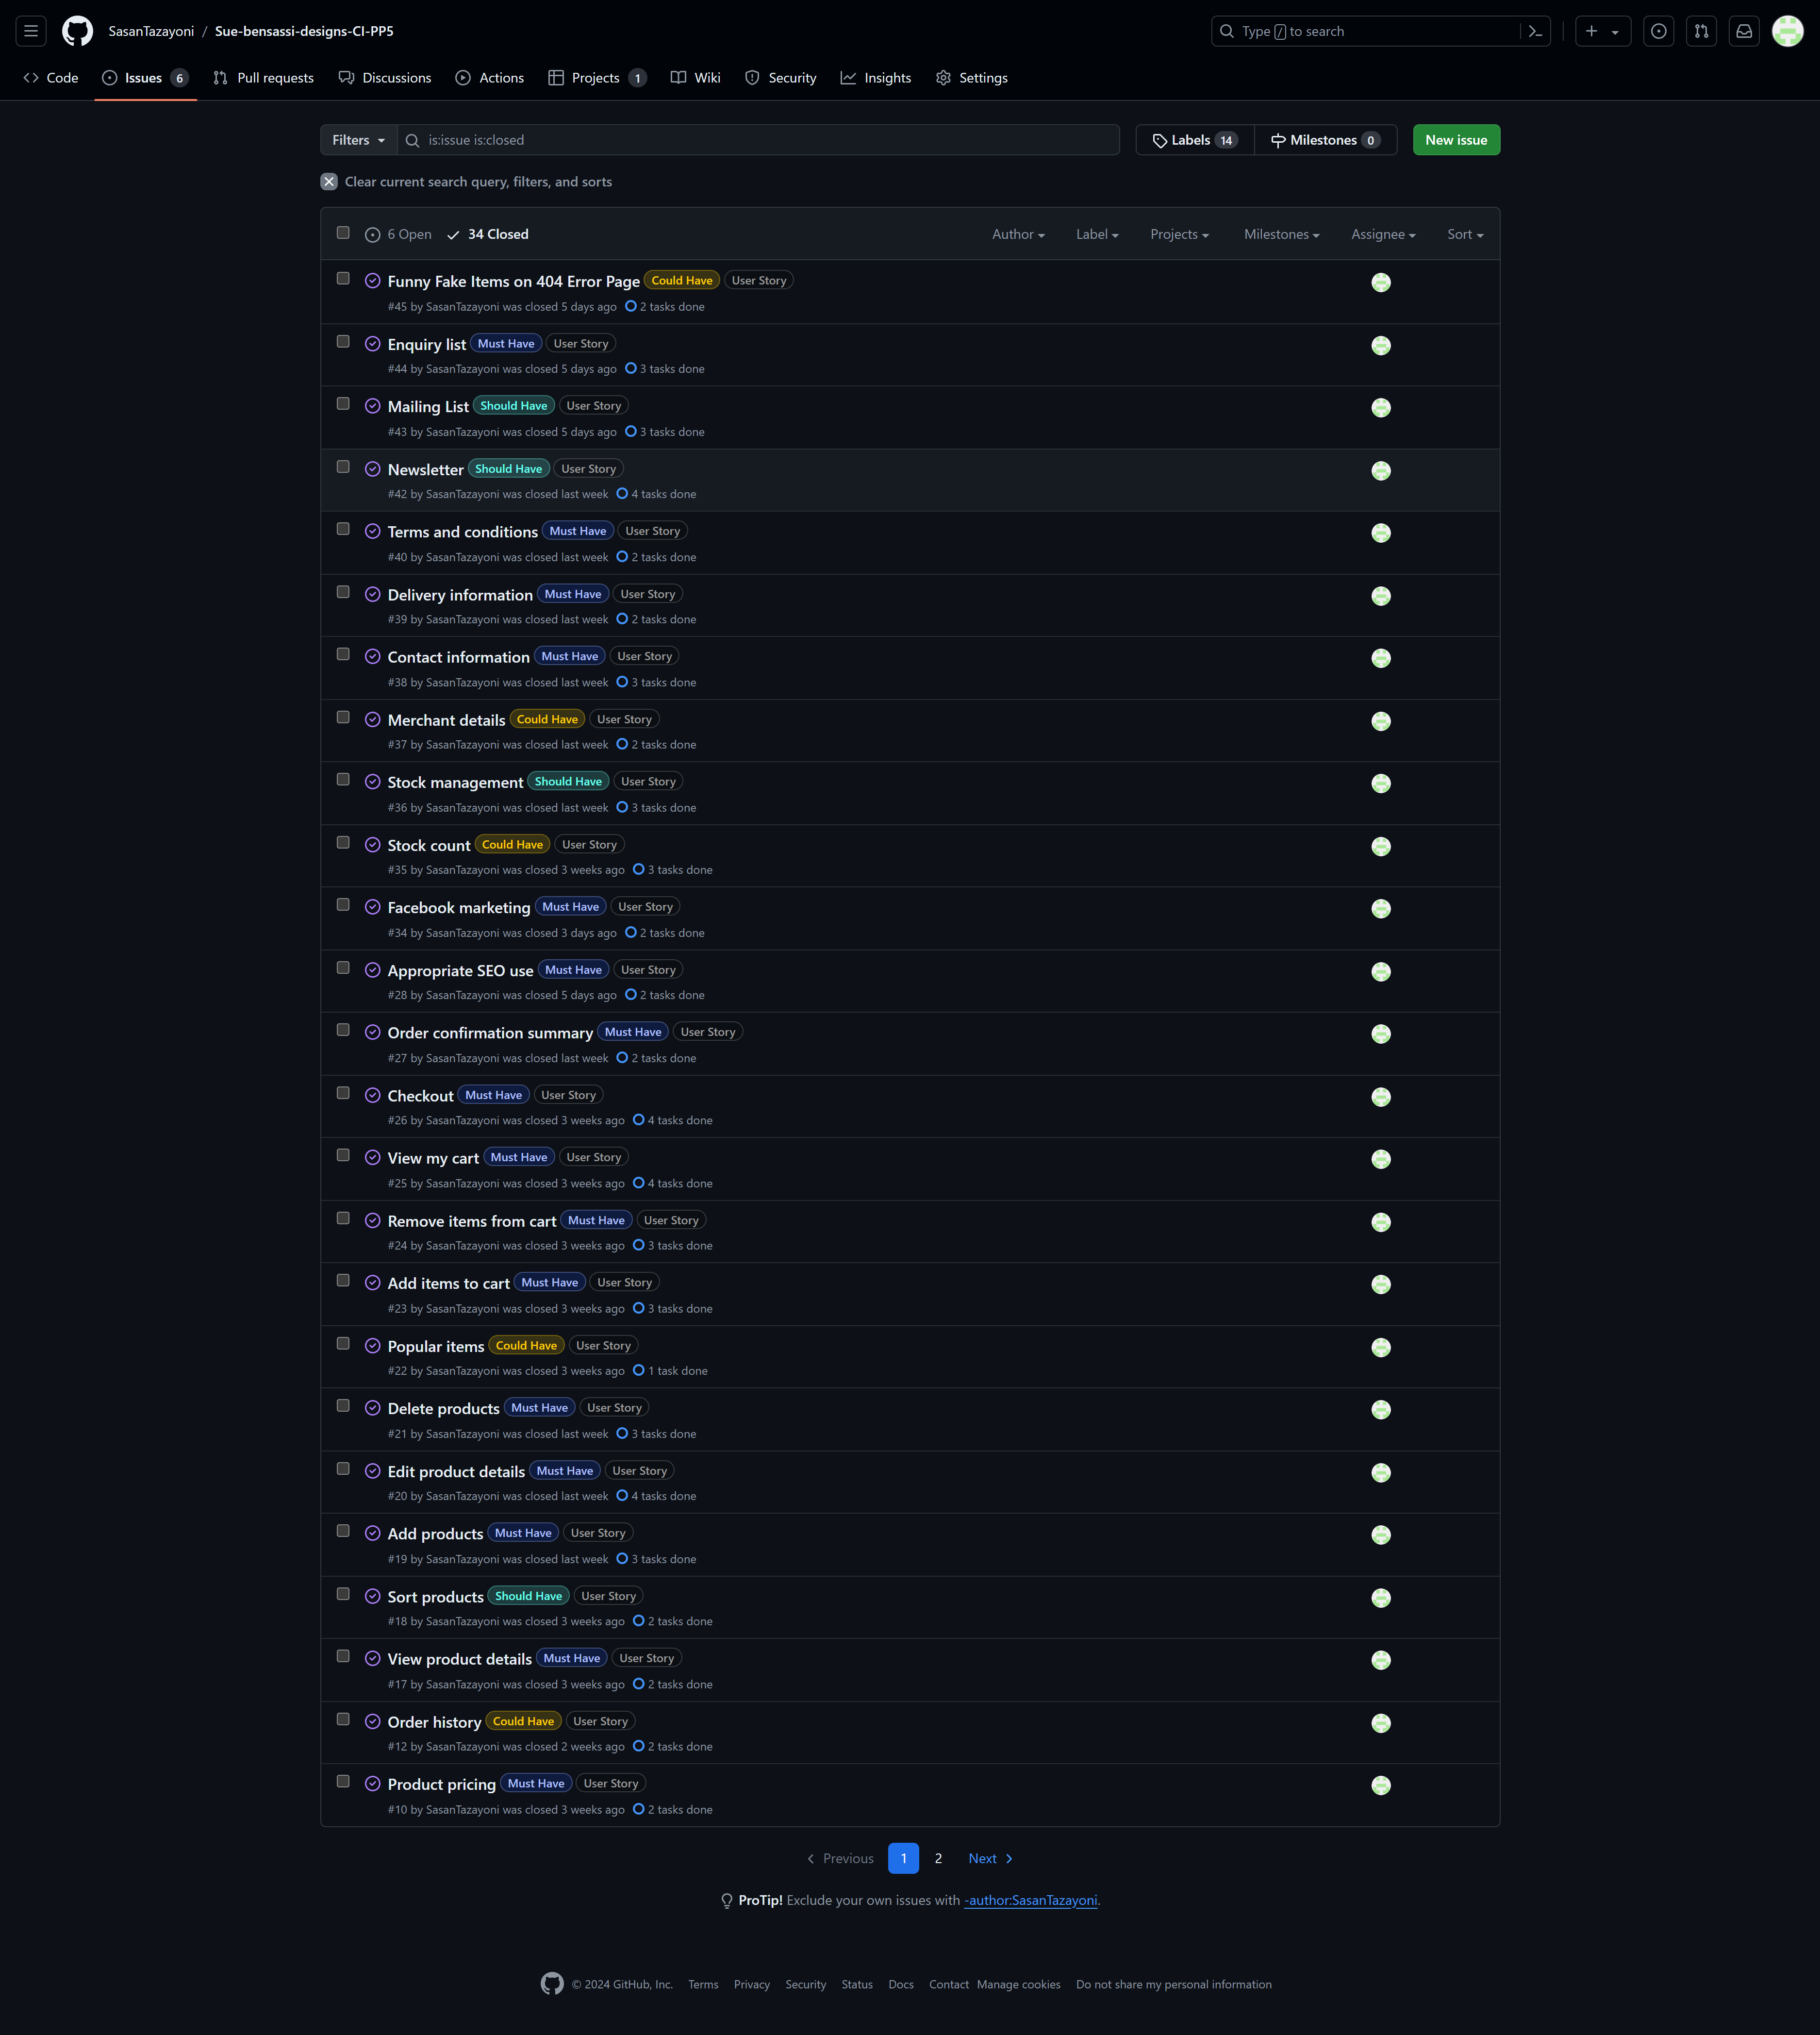 SasanTazayoni / Sue-bensassi-designs-CI-PP5
Type / to search
Code Issues 6 Pull requests Discussions Actions Projects 1 Wiki Security Insights Settings
Filters is:issue is:closed Labels 14 Milestones 0 New issue
Clear current search query, filters, and sorts
6 Open 34 Closed Author Label Projects Milestones Assignee Sort
Funny Fake Items on 404 Error Page Could Have User Story
#45 by SasanTazayoni was closed 5 days ago 2 tasks done
Enquiry list Must Have User Story
#44 by SasanTazayoni was closed 5 days ago 3 tasks done
Mailing List Should Have User Story
#43 by SasanTazayoni was closed 5 days ago 3 tasks done
Newsletter Should Have User Story
#42 by SasanTazayoni was closed last week 4 tasks done
Terms and conditions Must Have User Story
#40 by SasanTazayoni was closed last week 2 tasks done
Delivery information Must Have User Story
#39 by SasanTazayoni was closed last week 2 tasks done
Contact information Must Have User Story
#38 by SasanTazayoni was closed last week 3 tasks done
Merchant details Could Have User Story
#37 by SasanTazayoni was closed last week 2 tasks done
Stock management Should Have User Story
#36 by SasanTazayoni was closed last week 3 tasks done
Stock count Could Have User Story
#35 by SasanTazayoni was closed 3 weeks ago 3 tasks done
Facebook marketing Must Have User Story
#34 by SasanTazayoni was closed 3 days ago 2 tasks done
Appropriate SEO use Must Have User Story
#28 by SasanTazayoni was closed 5 days ago 2 tasks done
Order confirmation summary Must Have User Story
#27 by SasanTazayoni was closed last week 2 tasks done
Checkout Must Have User Story
#26 by SasanTazayoni was closed 3 weeks ago 4 tasks done
View my cart Must Have User Story
#25 by SasanTazayoni was closed 3 weeks ago 4 tasks done
Remove items from cart Must Have User Story
#24 by SasanTazayoni was closed 3 weeks ago 3 tasks done
Add items to cart Must Have User Story
#23 by SasanTazayoni was closed 3 weeks ago 3 tasks done
Popular items Could Have User Story
#22 by SasanTazayoni was closed 3 weeks ago 1 task done
Delete products Must Have User Story
#21 by SasanTazayoni was closed last week 3 tasks done
Edit product details Must Have User Story
#20 by SasanTazayoni was closed last week 4 tasks done
Add products Must Have User Story
#19 by SasanTazayoni was closed last week 3 tasks done
Sort products Should Have User Story
#18 by SasanTazayoni was closed 3 weeks ago 2 tasks done
View product details Must Have User Story
#17 by SasanTazayoni was closed 3 weeks ago 2 tasks done
Order history Could Have User Story
#12 by SasanTazayoni was closed 2 weeks ago 2 tasks done
Product pricing Must Have User Story
#10 by SasanTazayoni was closed 3 weeks ago 2 tasks done
Previous 1 2 Next
ProTip! Exclude your own issues with -author:SasanTazayoni.
© 2024 GitHub, Inc. Terms Privacy Security Status Docs Contact Manage cookies Do not share my personal information